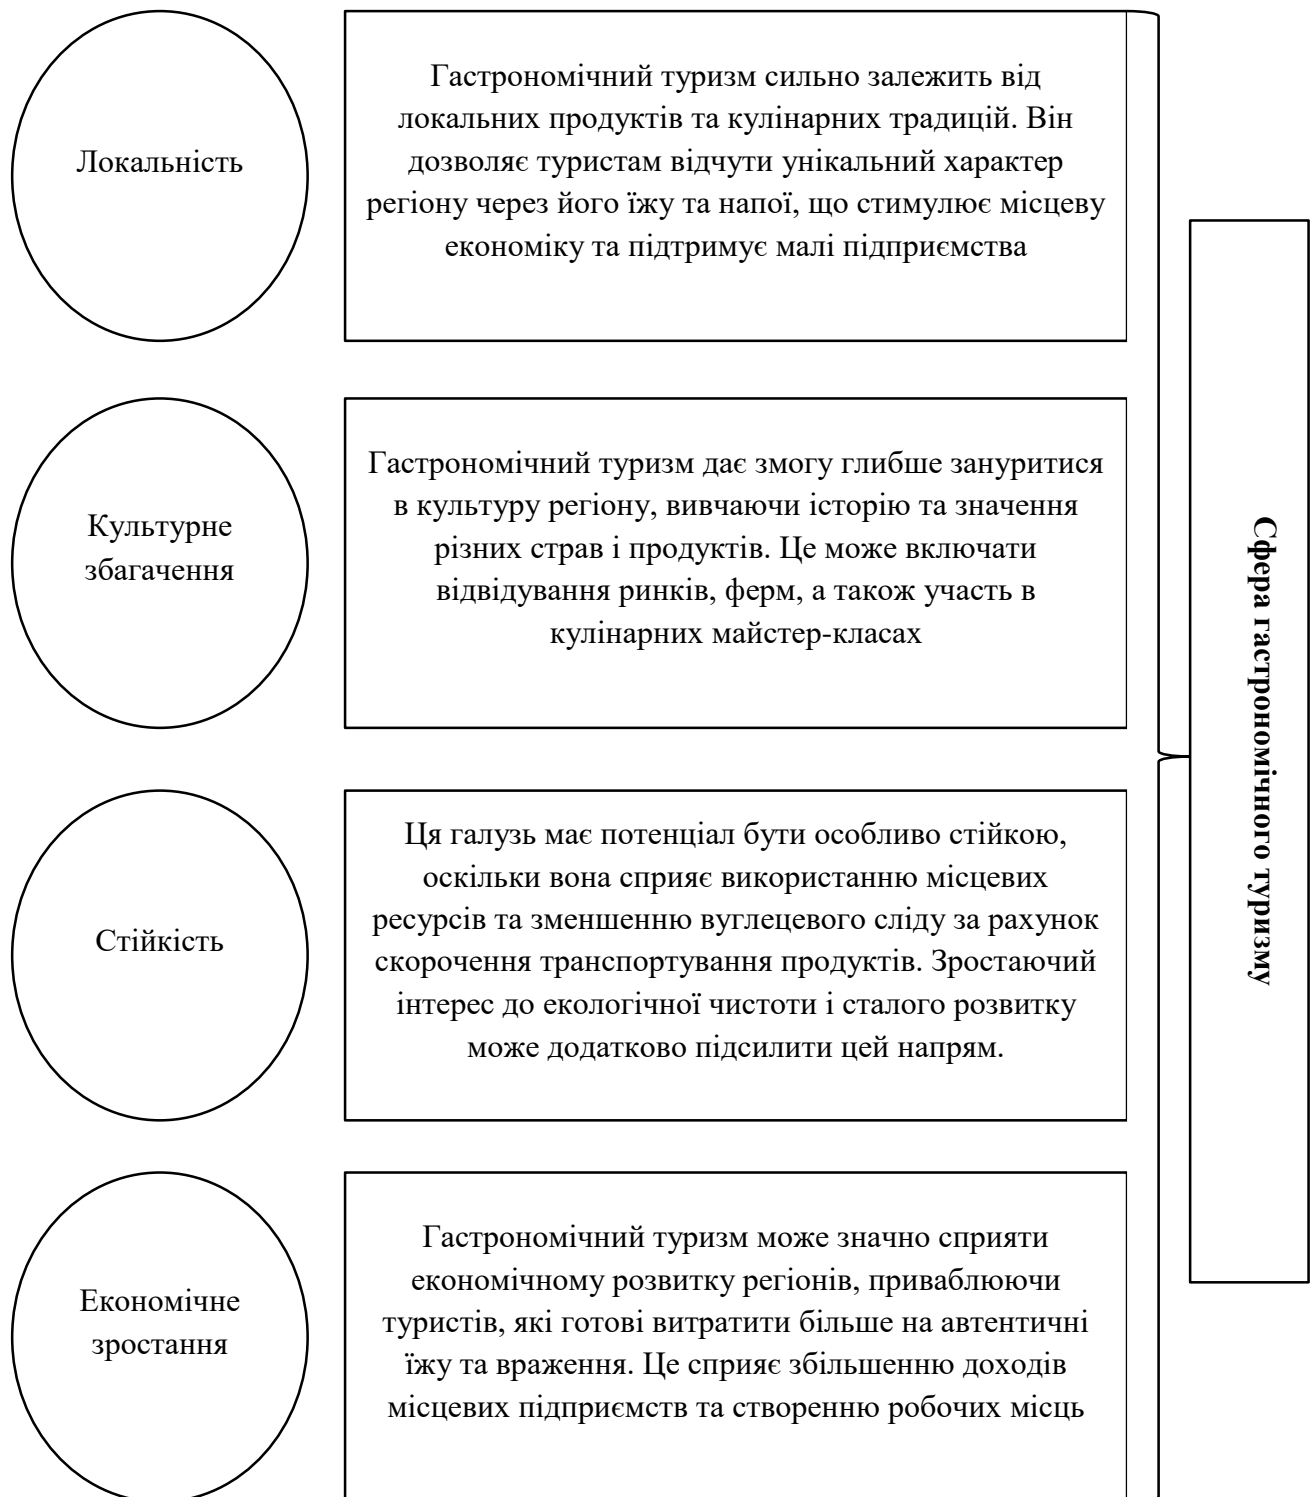 Локальність
Гастрономічний туризм сильно залежить від
локальних продуктів та кулінарних традицій. Він
дозволяє туристам відчути унікальний характер
регіону через його їжу та напої, що стимулює місцеву
економіку та підтримує малі підприємства
Культурне
збагачення
Гастрономічний туризм дає змогу глибше зануритися
в культуру регіону, вивчаючи історію та значення
різних страв і продуктів. Це може включати
відвідування ринків, ферм, а також участь в
кулінарних майстер-класах
Стійкість
Ця галузь має потенціал бути особливо стійкою,
оскільки вона сприяє використанню місцевих
ресурсів та зменшенню вуглецевого сліду за рахунок
скорочення транспортування продуктів. Зростаючий
інтерес до екологічної чистоти і сталого розвитку
може додатково підсилити цей напрям.
Економічне
зростання
Гастрономічний туризм може значно сприяти
економічному розвитку регіонів, приваблюючи
туристів, які готові витратити більше на автентичні
їжу та враження. Це сприяє збільшенню доходів
місцевих підприємств та створенню робочих місць
Сфера гастрономічного туризму